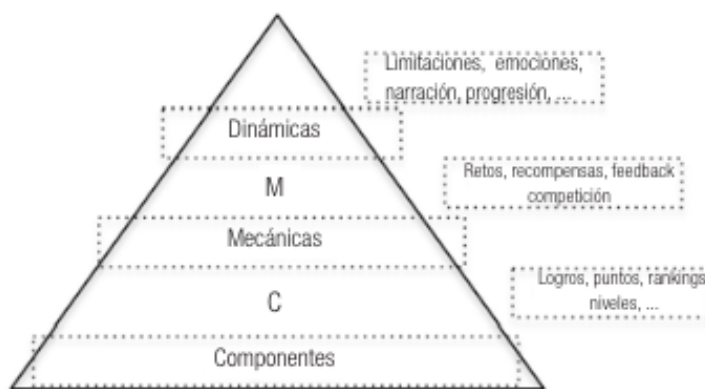 Limitaciones, emociones,
narración, progresión, ...
Dinámicas
M
Retos, recompensas, feedback
competición
Mecánicas
C
Logros, puntos, rankings
niveles, ...
Componentes